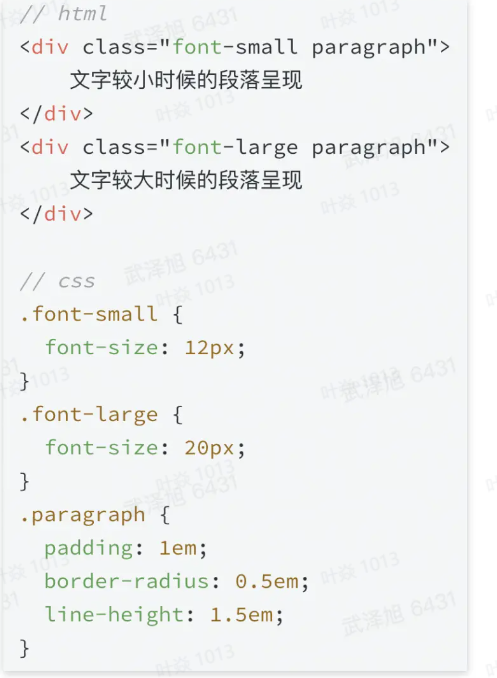 // html
<div class="font-small paragraph">
    文字较小时候的段落呈现
</div>
<div class="font-large paragraph">
    文字较大时候的段落呈现
</div>

// css
.font-small {
  font-size: 12px;
}
.font-large {
  font-size: 20px;
}
.paragraph {
  padding: 1em;
  border-radius: 0.5em;
  line-height: 1.5em;
}
武泽旭 6431
叶焱 1013